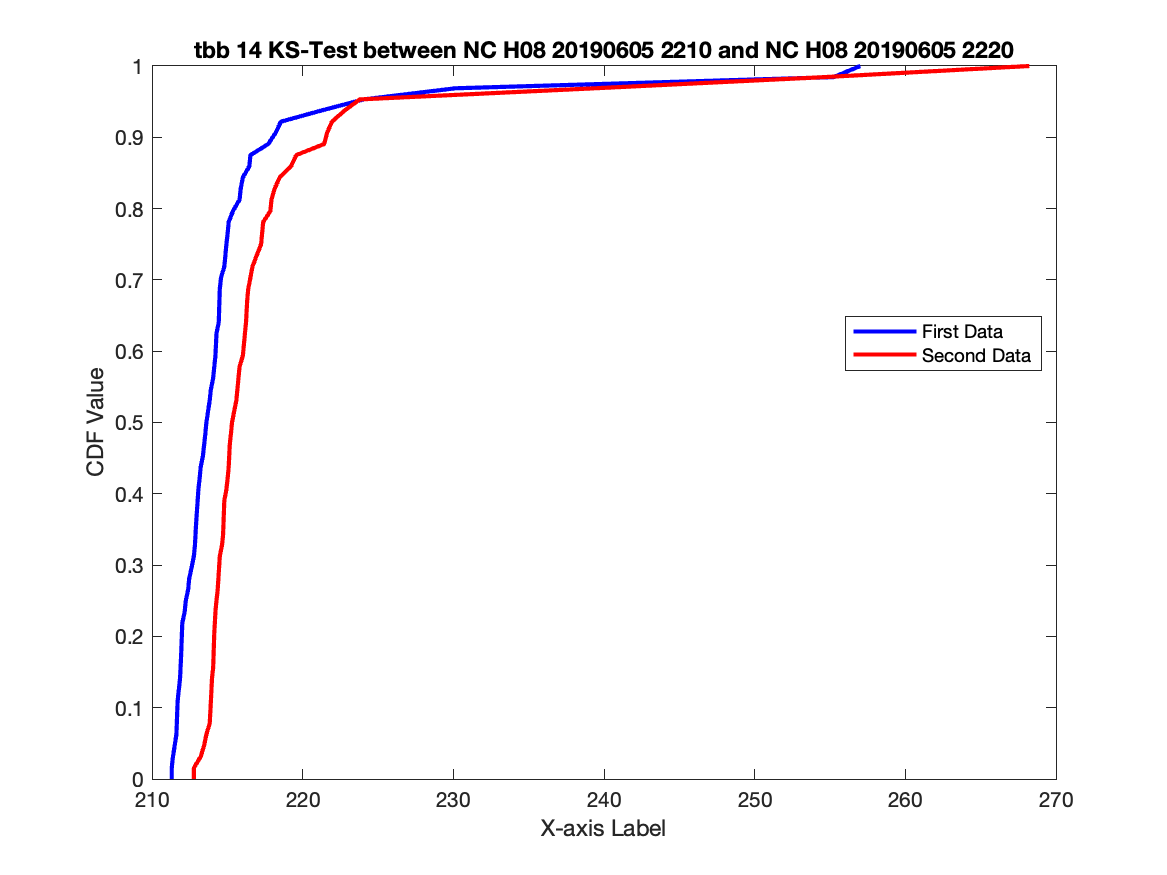 tbb 14 KS-Test between NC H08 20190605 2210 and NC H08 20190605 2220
1
0.9
0.8
0.7
0.6
0.5
0.4
0.3
0.2
0.1
0
CDF Value
First Data
Second Data
210 220 230 240 250 260 270
X-axis Label